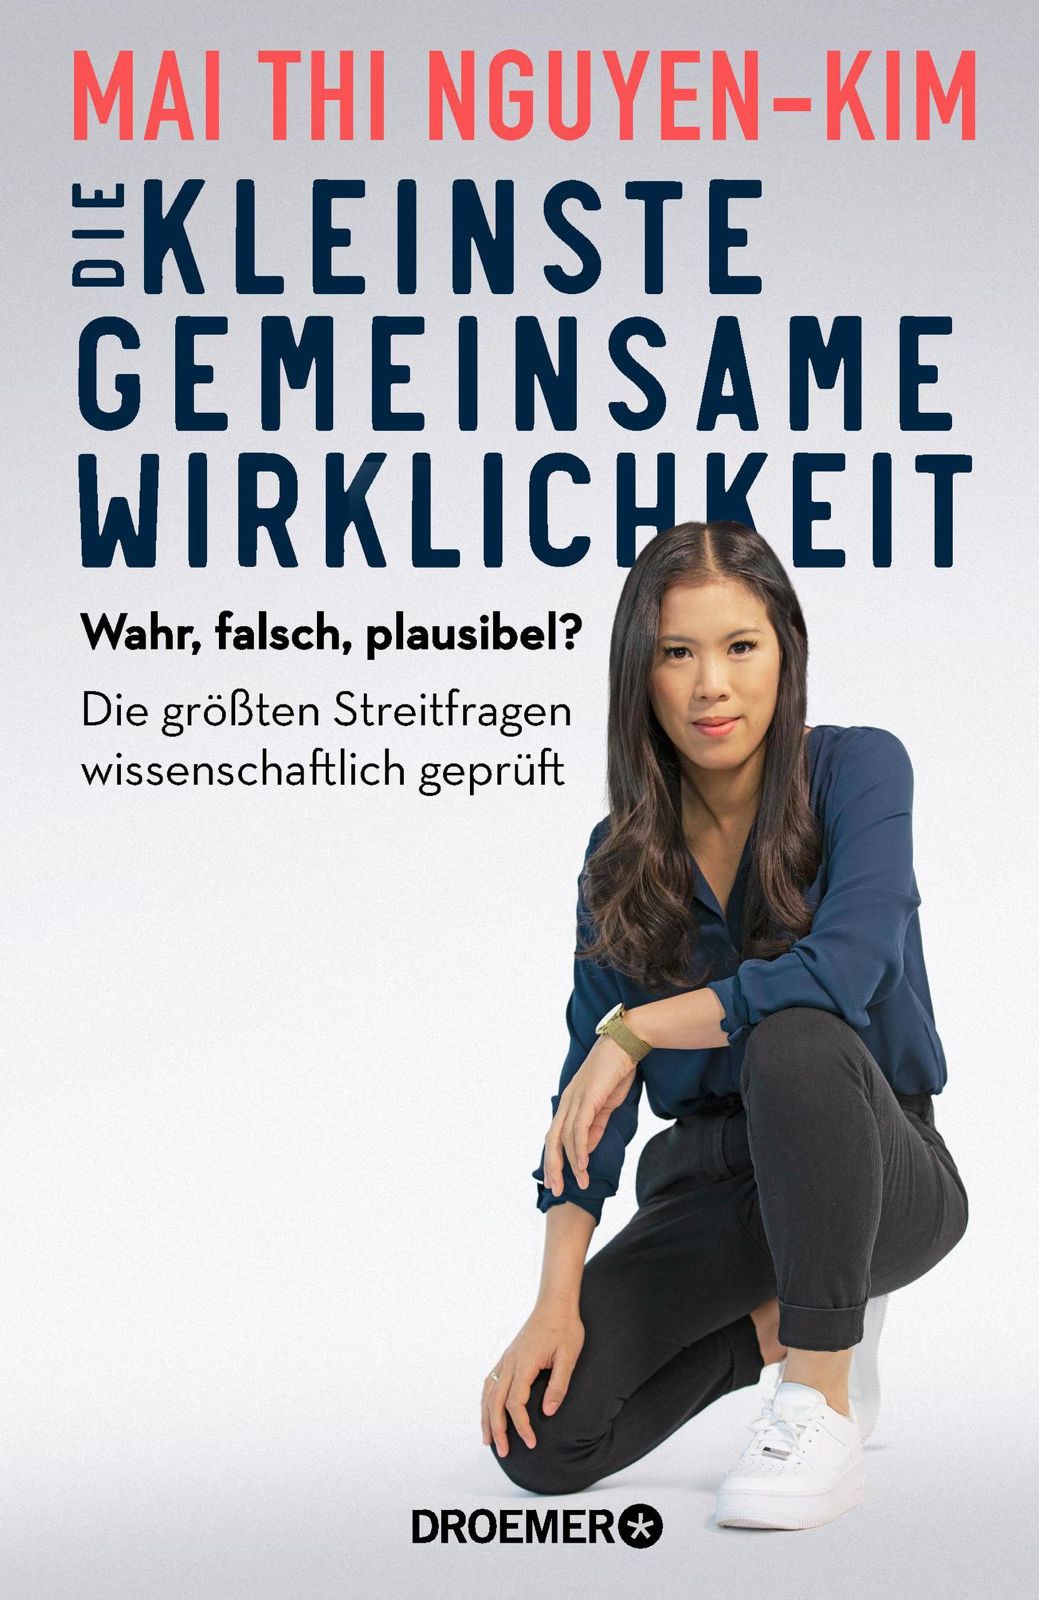 MAI THI NGUYEN-KIM
DIE KLEINSTE
GEMEINSAME
WIRKLICHKEIT
Wahr, falsch, plausibel?
Die größten Streitfragen
wissenschaftlich geprüft
DROEMER